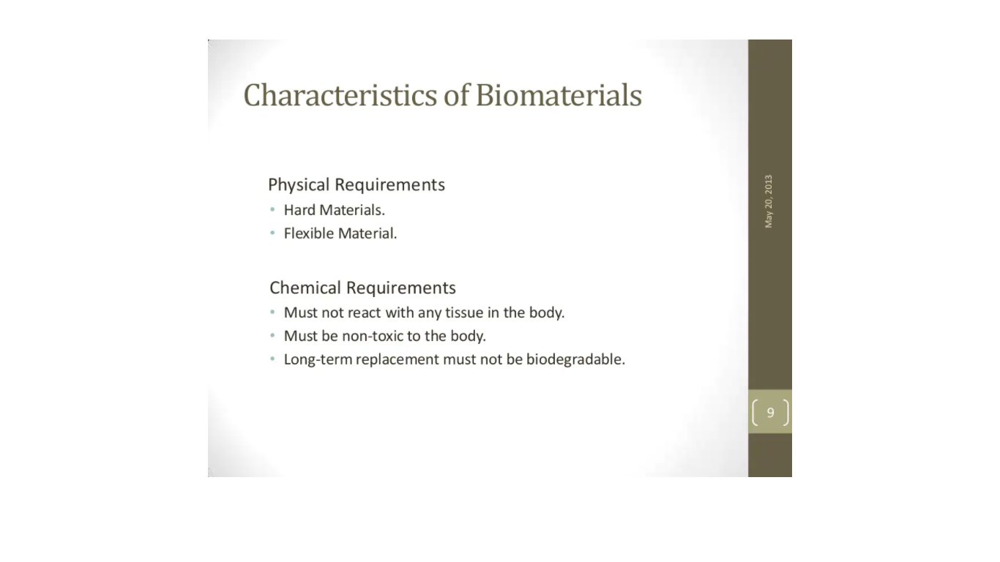 Characteristics of Biomaterials
Physical Requirements
• Hard Materials.
• Flexible Material.
Chemical Requirements
• Must not react with any tissue in the body.
• Must be non-toxic to the body.
• Long-term replacement must not be biodegradable.
May 20, 2013
9